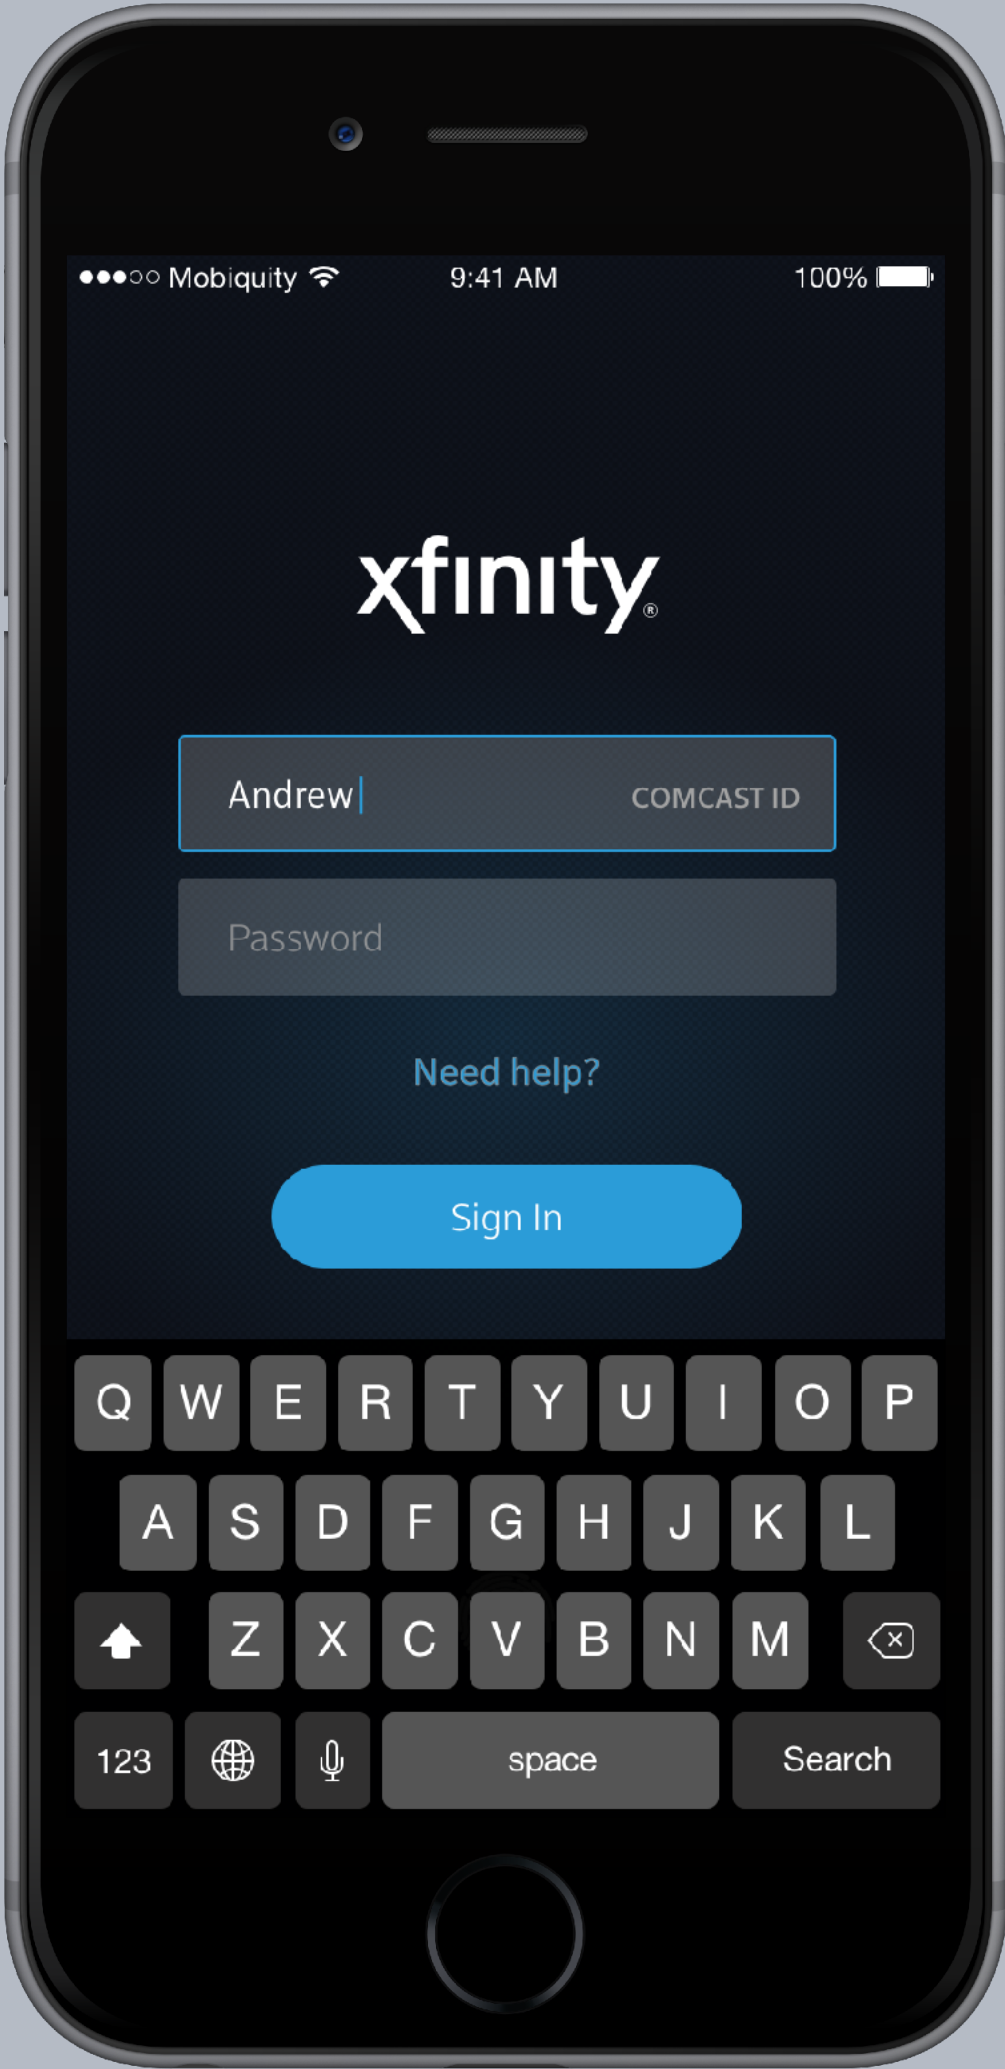 Mobiquity 9:41 AM 100%
xfinity®
Andrew COMCAST ID
Password
Need help?
Sign In
Q W E R T Y U I O P
A S D F G H J K L
Z X C V B N M
123 space Search